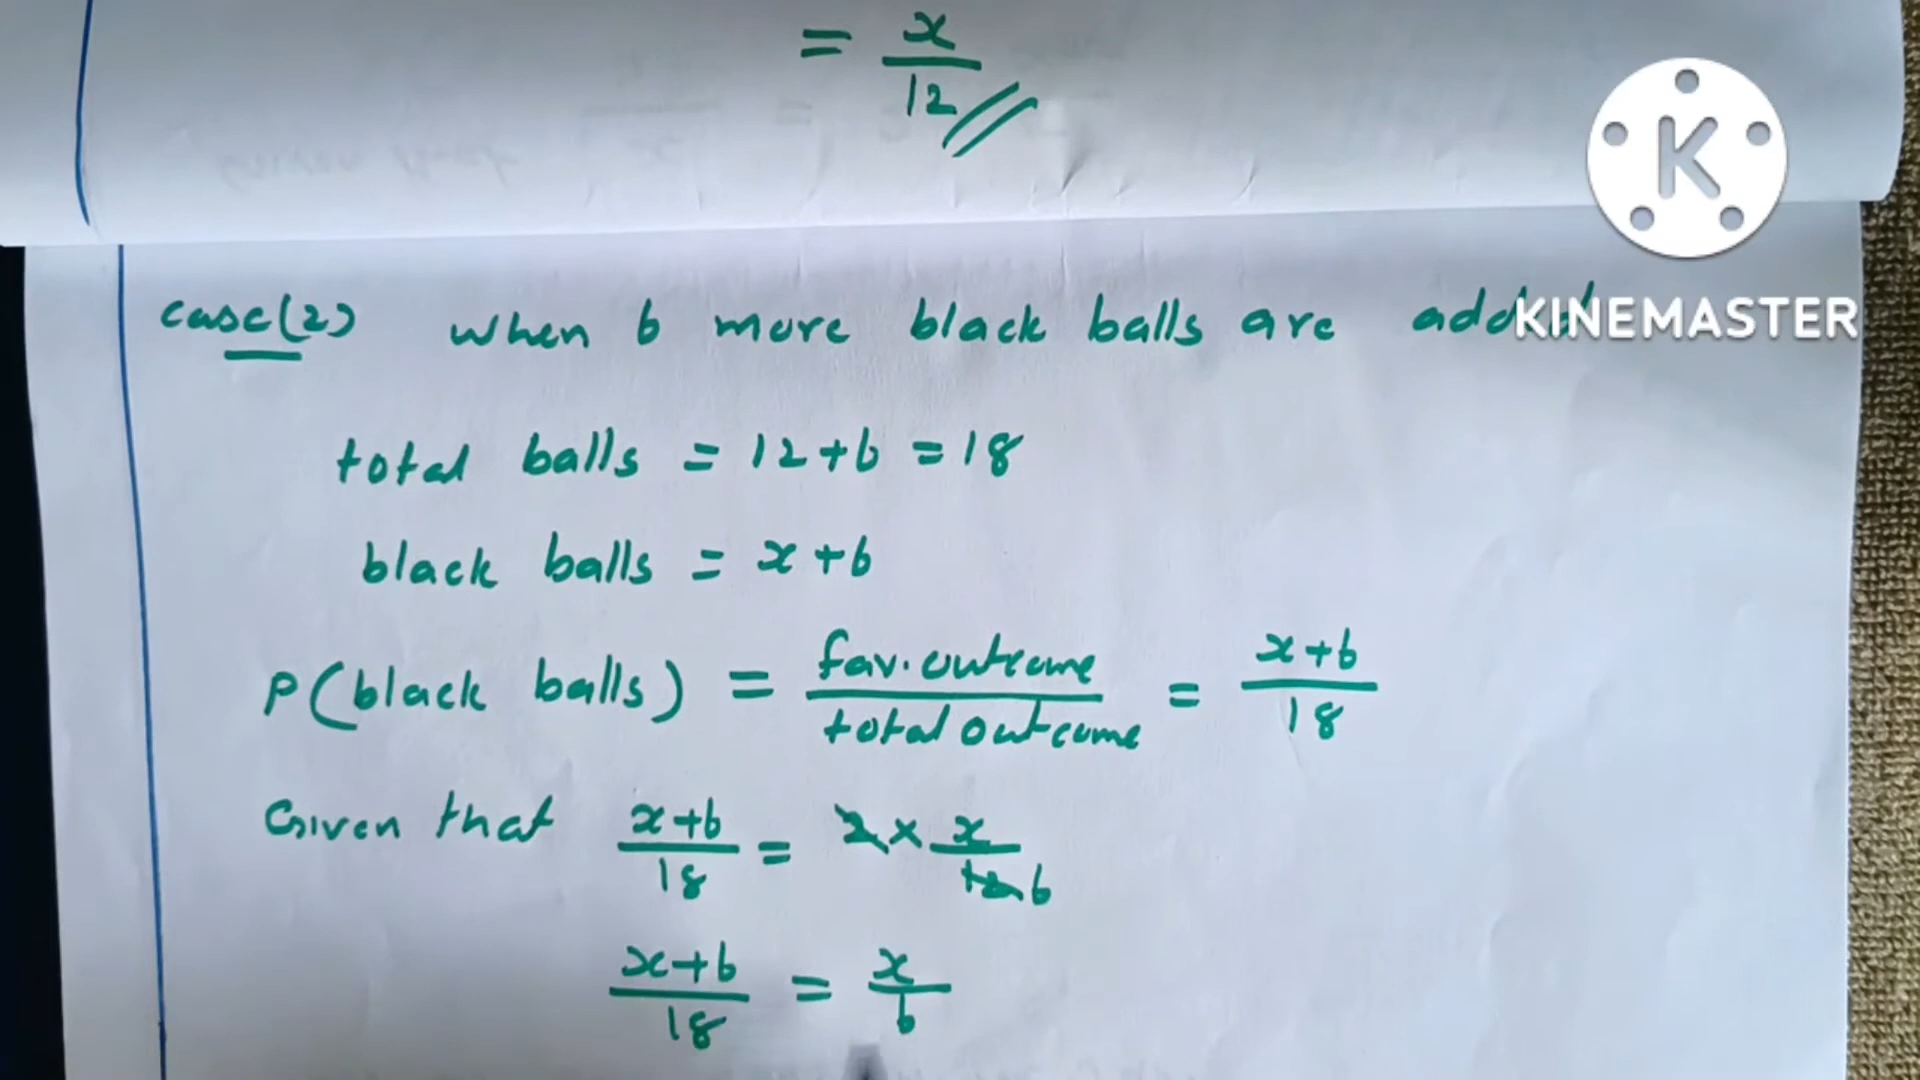 = x/12
case(2) when 6 more black balls are added
KINEMASTER
total balls = 12+6 = 18
black balls = x+6
P(black balls) = fav.outcome/total outcome = x+6/18
Given that x+6/18 = 2 × x/12 6
x+6/18 = x/6